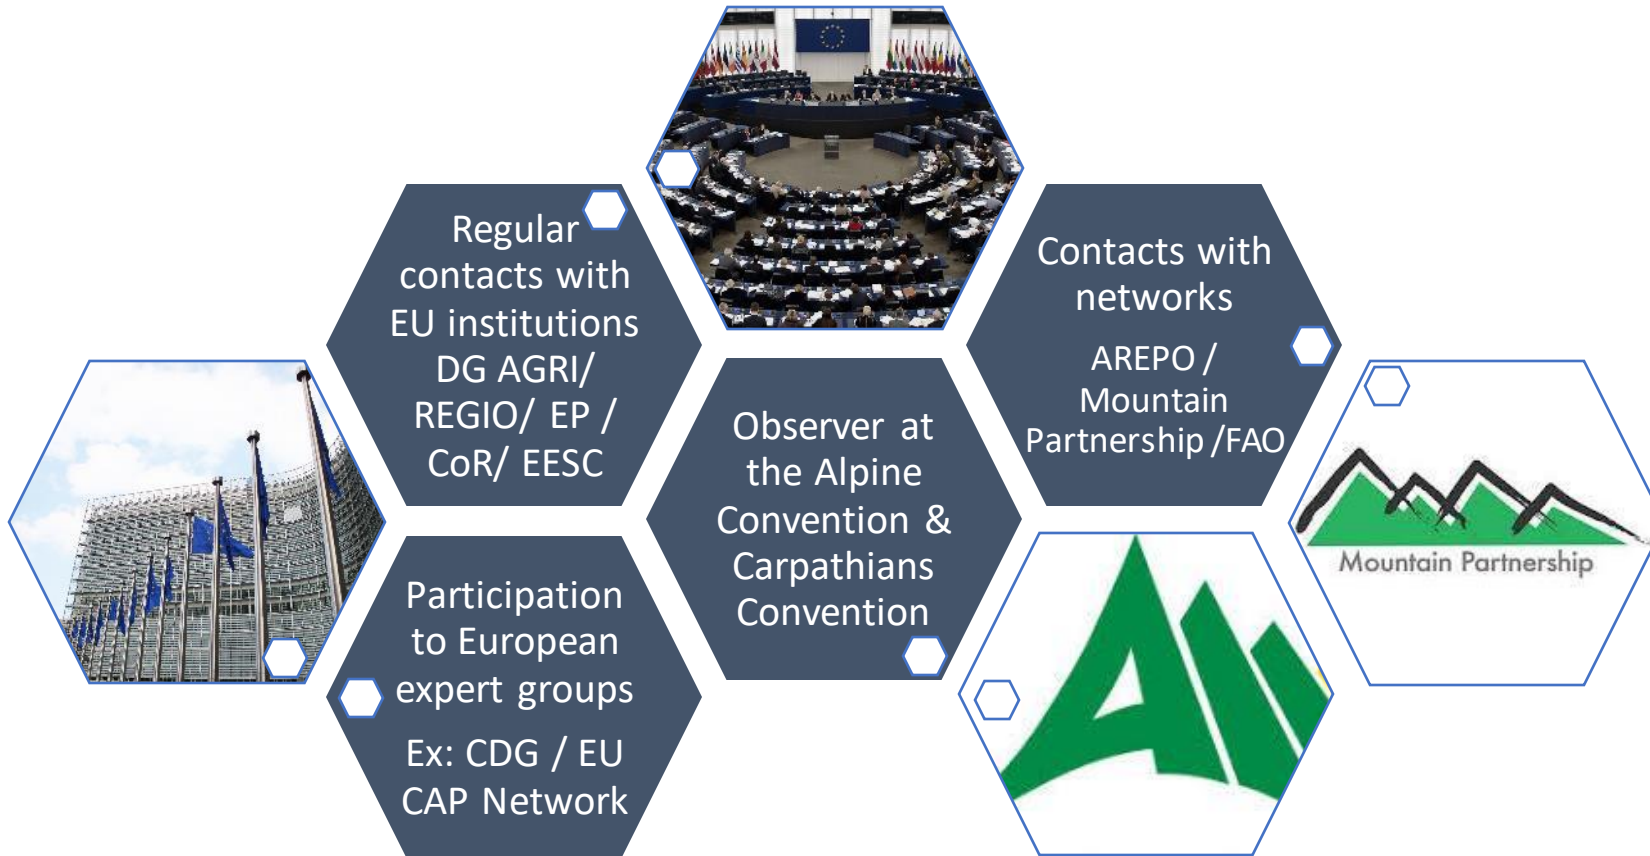 Regular
contacts with
EU institutions
DG AGRI/
REGIO/ EP /
CoR/ EESC
Participation
to European
expert groups
Ex: CDG / EU
CAP Network
Observer at
the Alpine
Convention &
Carpathians
Convention
Contacts with
networks
AREPO /
Mountain
Partnership /FAO
Mountain Partnership